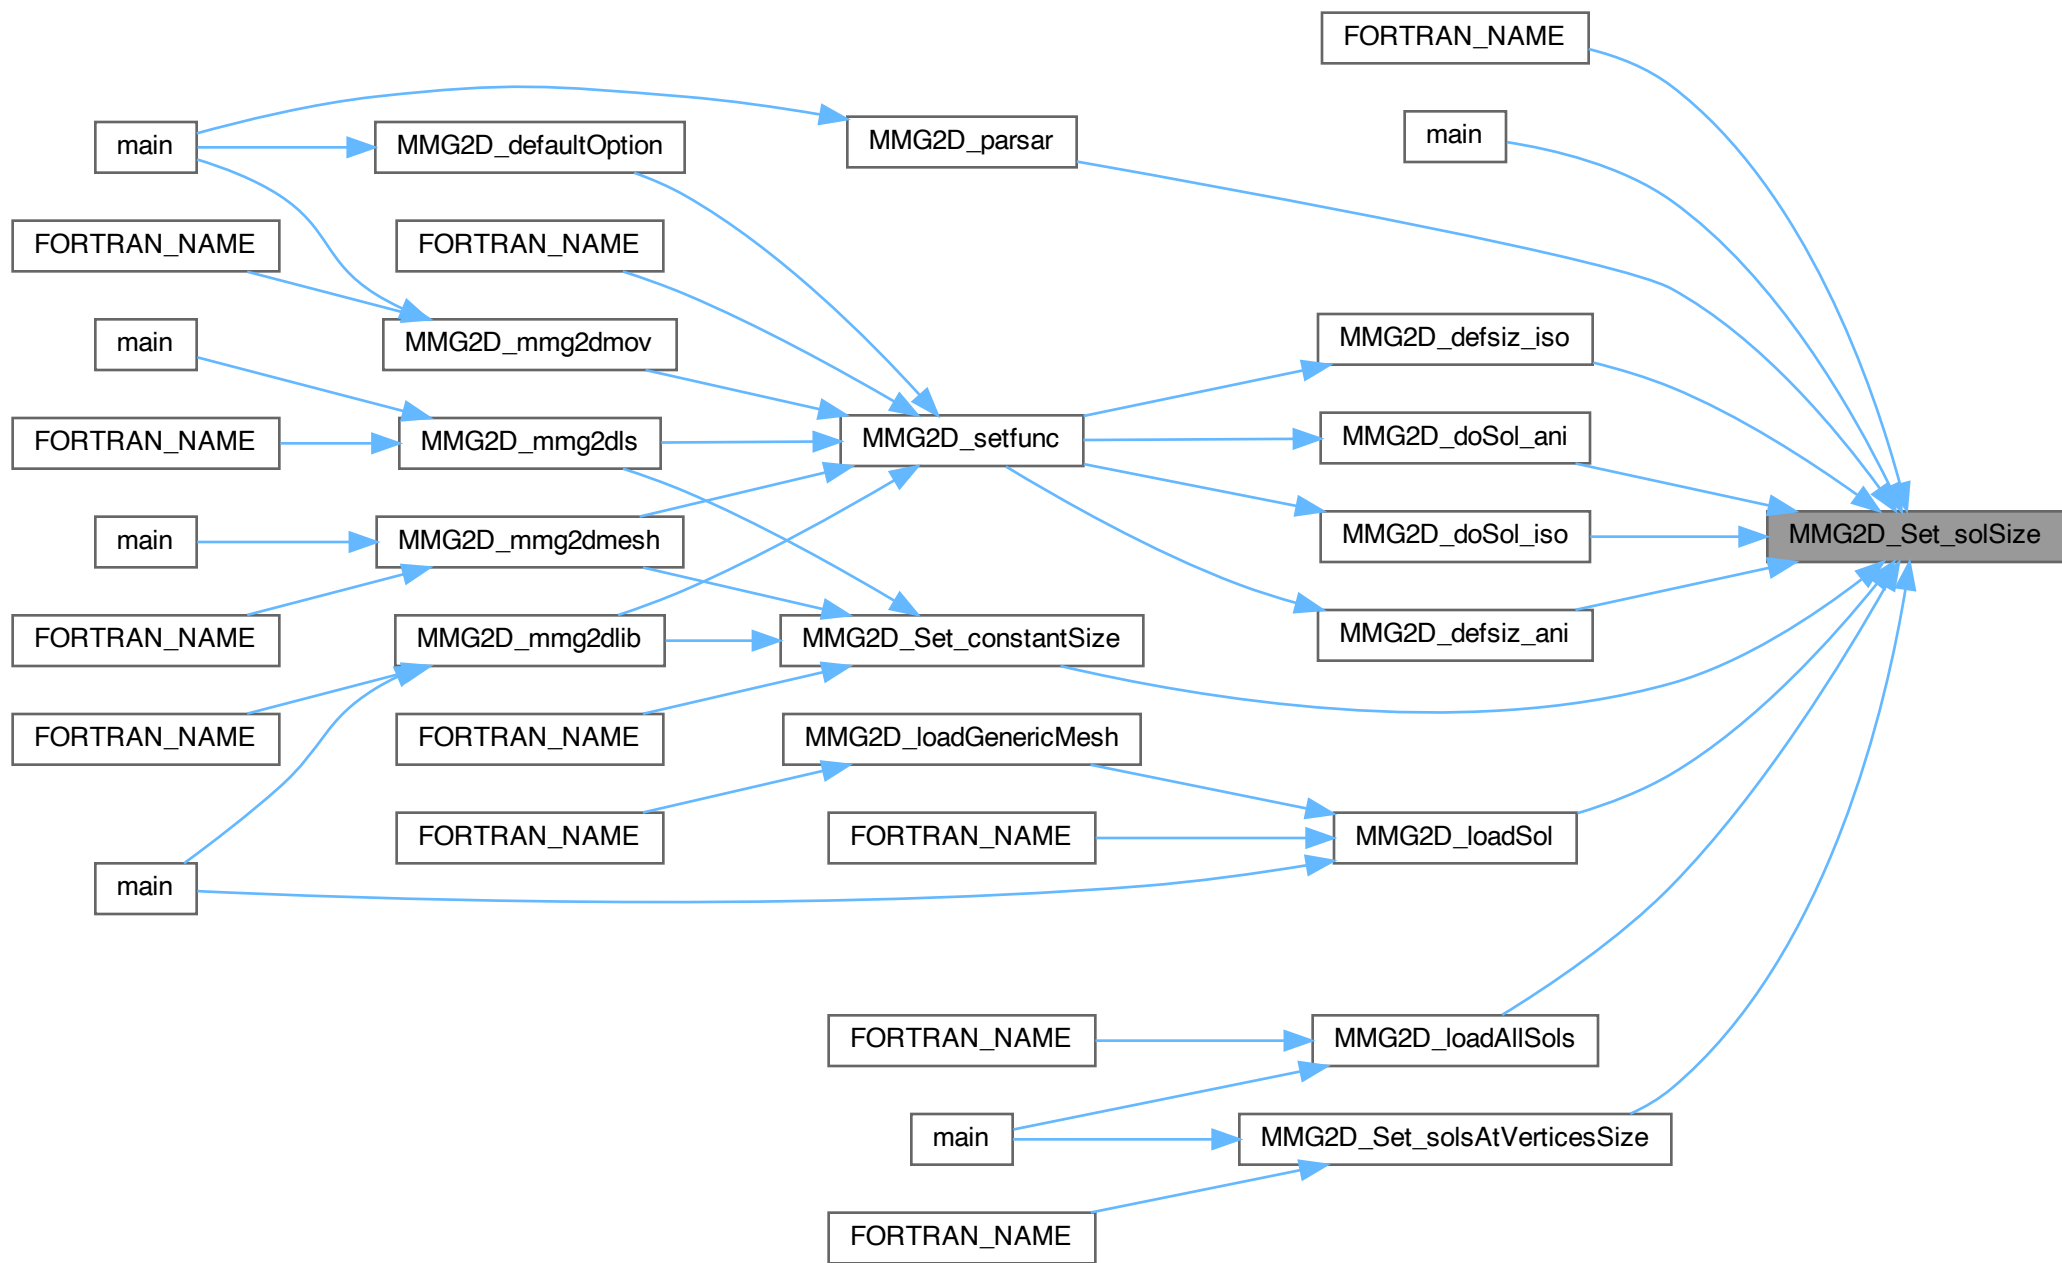 FORTRAN_NAME
main
MMG2D_parsar
main
MMG2D_defaultOption
FORTRAN_NAME
FORTRAN_NAME
main
MMG2D_mmg2dmov
MMG2D_defsiz_iso
FORTRAN_NAME
MMG2D_mmg2dls
MMG2D_setfunc
MMG2D_doSol_ani
main
MMG2D_mmg2dmesh
MMG2D_doSol_iso
MMG2D_Set_solSize
FORTRAN_NAME
MMG2D_mmg2dlib
MMG2D_Set_constantSize
MMG2D_defsiz_ani
FORTRAN_NAME
FORTRAN_NAME
MMG2D_loadGenericMesh
FORTRAN_NAME
FORTRAN_NAME
MMG2D_loadSol
main
FORTRAN_NAME
MMG2D_loadAllSols
main
MMG2D_Set_solsAtVerticesSize
FORTRAN_NAME